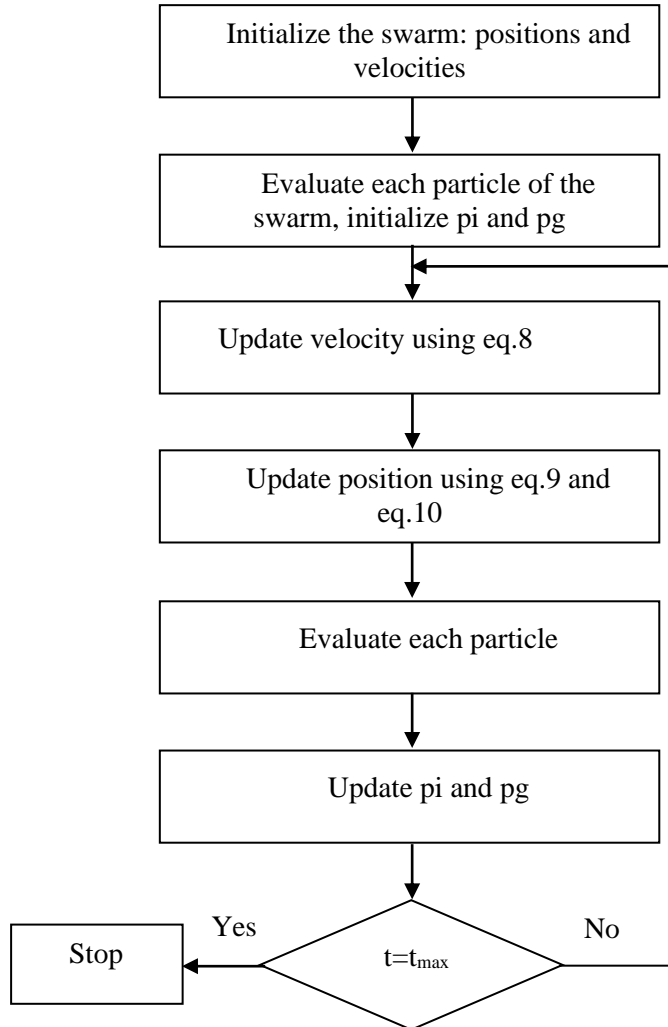 Initialize the swarm: positions and
velocities
Evaluate each particle of the
swarm, initialize pi and pg
Update velocity using eq.8
Update position using eq.9 and
eq.10
Evaluate each particle
Update pi and pg
Yes
No
Stop
t=tmax